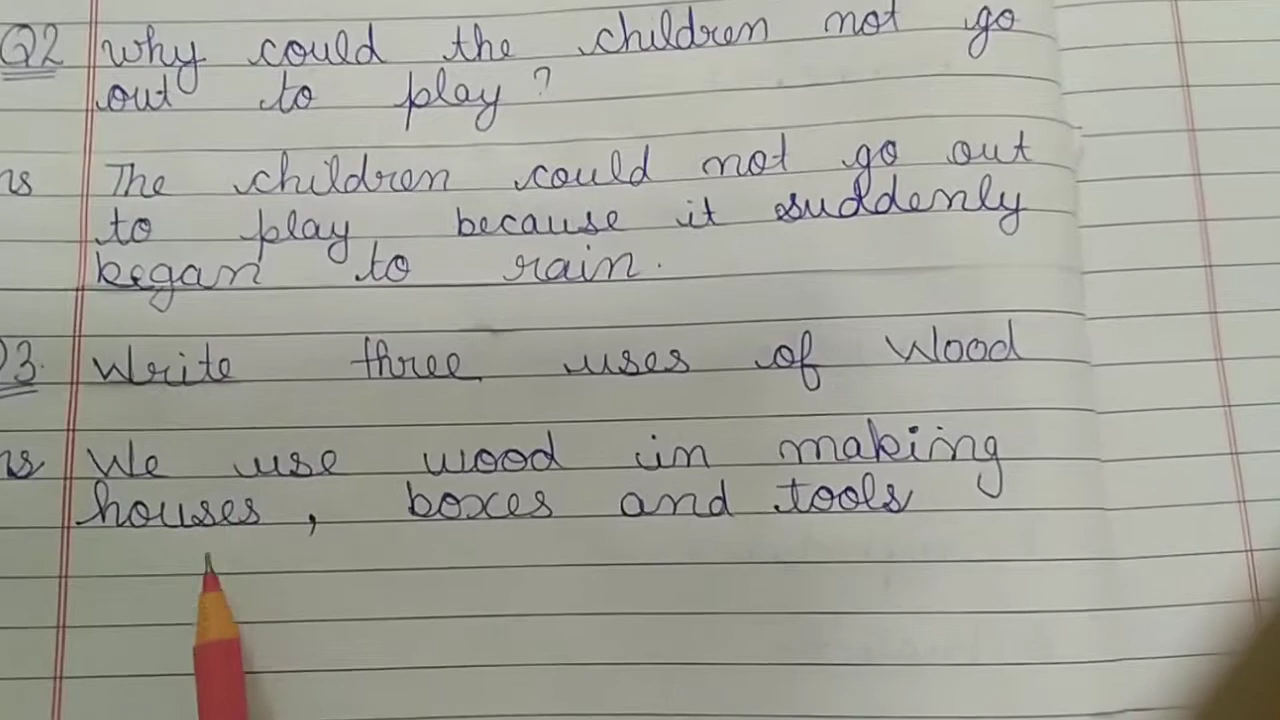 Q2 Why could the children not go
out to play?
ns The children could not go out
to play because it suddenly
began to rain.
Q3. Write three uses of Wood
ns We use wood in making
houses, boxes and tools